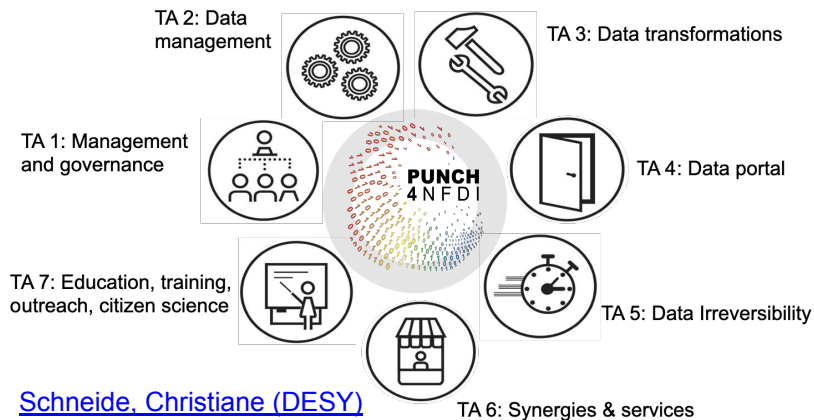 TA 2: Data
management
TA 3: Data transformations
TA 1: Management
and governance
PUNCH
4NFDI
TA 4: Data portal
TA 7: Education, training,
outreach, citizen science
TA 5: Data Irreversibility
Schneide, Christiane (DESY)
TA 6: Synergies & services